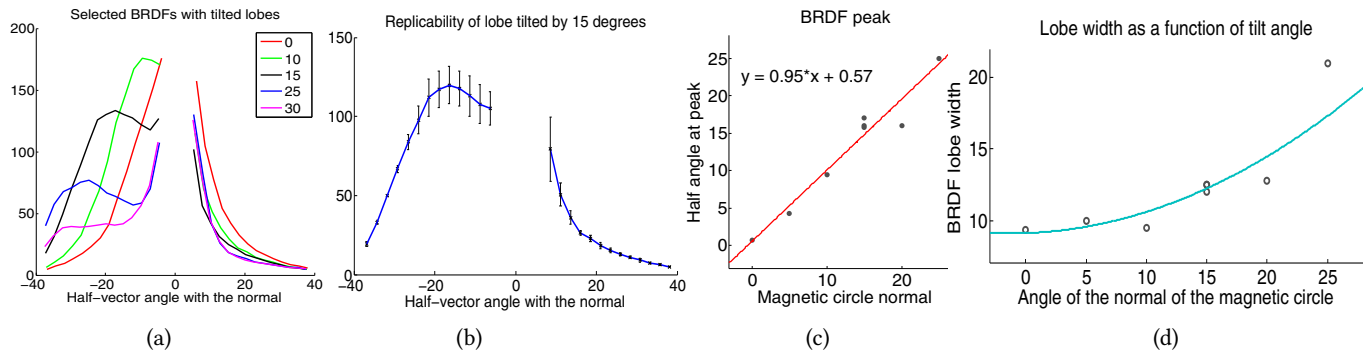 Selected BRDFs with tilted lobes
200
150
100
50
0
−40
−20
0
20
40
0
10
15
25
30
Half−vector angle with the normal
(a)
Replicability of lobe tilted by 15 degrees
150
100
50
0
−40
−20
0
20
40
Half−vector angle with the normal
(b)
BRDF peak
y = 0.95*x + 0.57
Half angle at peak
25
20
15
10
5
0
0
10
20
Magnetic circle normal
(c)
Lobe width as a function of tilt angle
BRDF lobe width
20
15
10
0
5
10
15
20
25
Angle of the normal of the magnetic circle
(d)